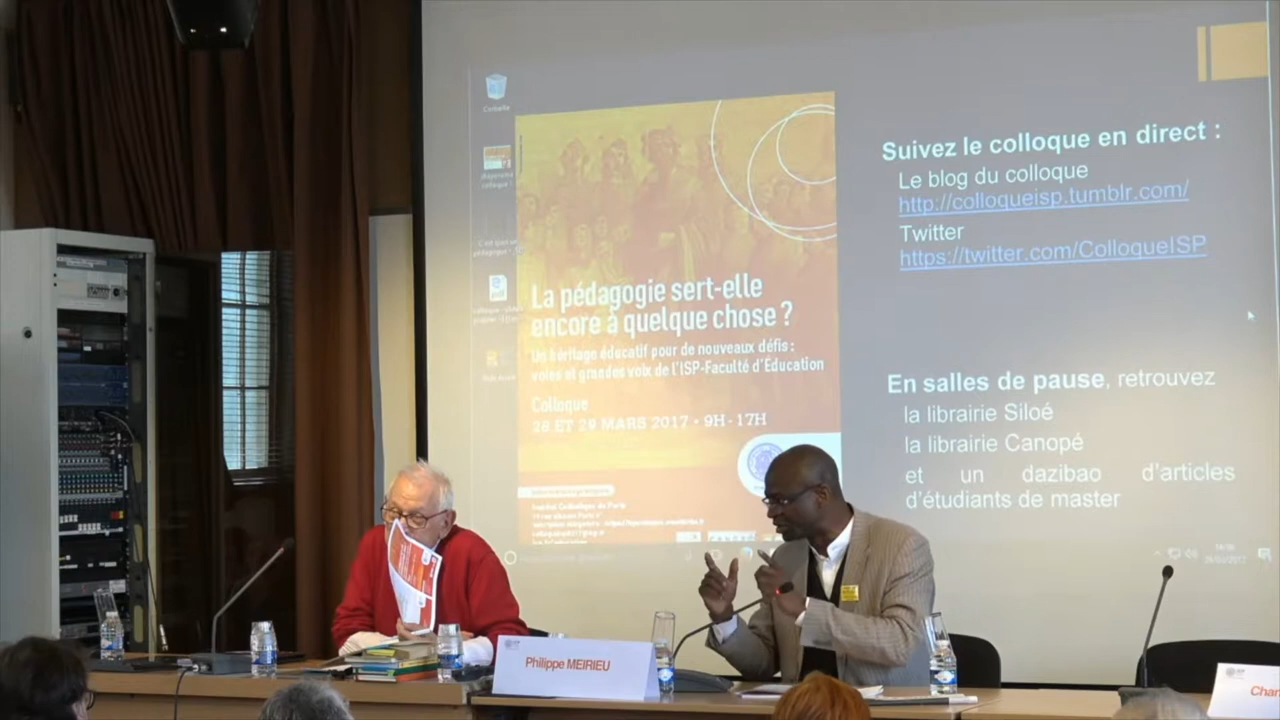 Corbeille
La pédagogie sert-elle
encore à quelque chose ?
Un héritage éducatif pour de nouveaux défis :
voies et grandes voix de l'ISP-Faculté d'Éducation
Colloque
28 ET 29 MARS 2017 • 9H-17H
Suivez le colloque en direct :
Le blog du colloque
http://colloqueisp.tumblr.com/
Twitter
https://twitter.com/ColloqueISP
En salles de pause, retrouvez
la librairie Siloé
la librairie Canopé
et un dazibao d'articles
d'étudiants de master
Philippe MEIRIEU